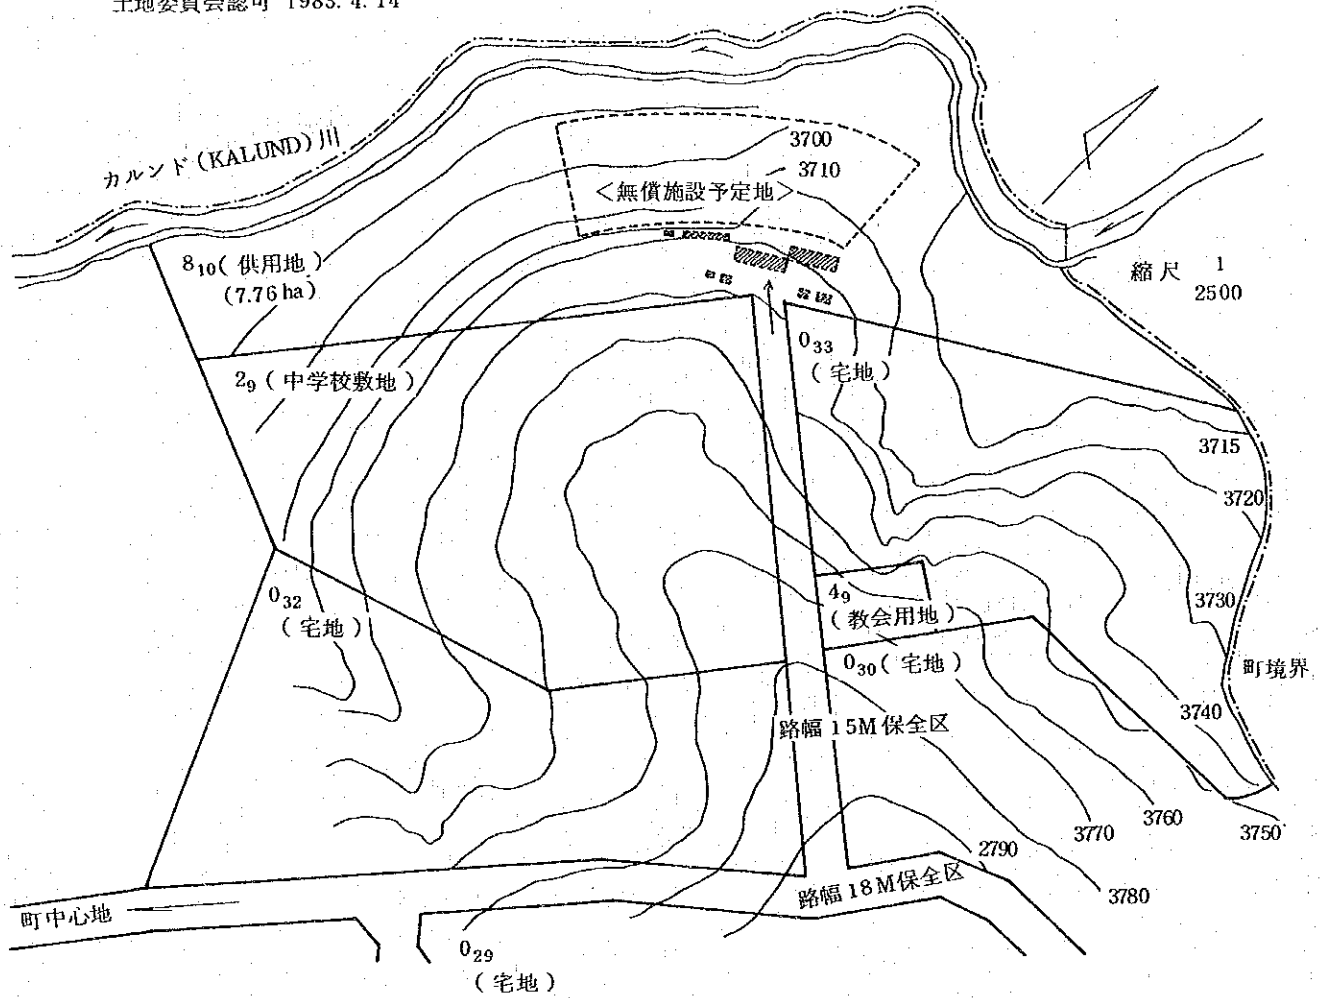 土地委員会認可 1983. 4. 14
カルンド (KALUND) 川
3700
3710
＜無償施設予定地＞
8₁₀ ( 供用地 )
(7.76 ha)
縮尺 1
2500
0₃₃
( 宅地 )
2₉ ( 中学校敷地 )
3715
3720
0₃₂
( 宅地 )
4₉
( 教会用地 )
3730
0₃₀ ( 宅地 )
町境界
3740
路幅 15M 保全区
3760
3770
3750
2790
路幅 18M 保全区
3780
町中心地
0₂₉
( 宅地 )